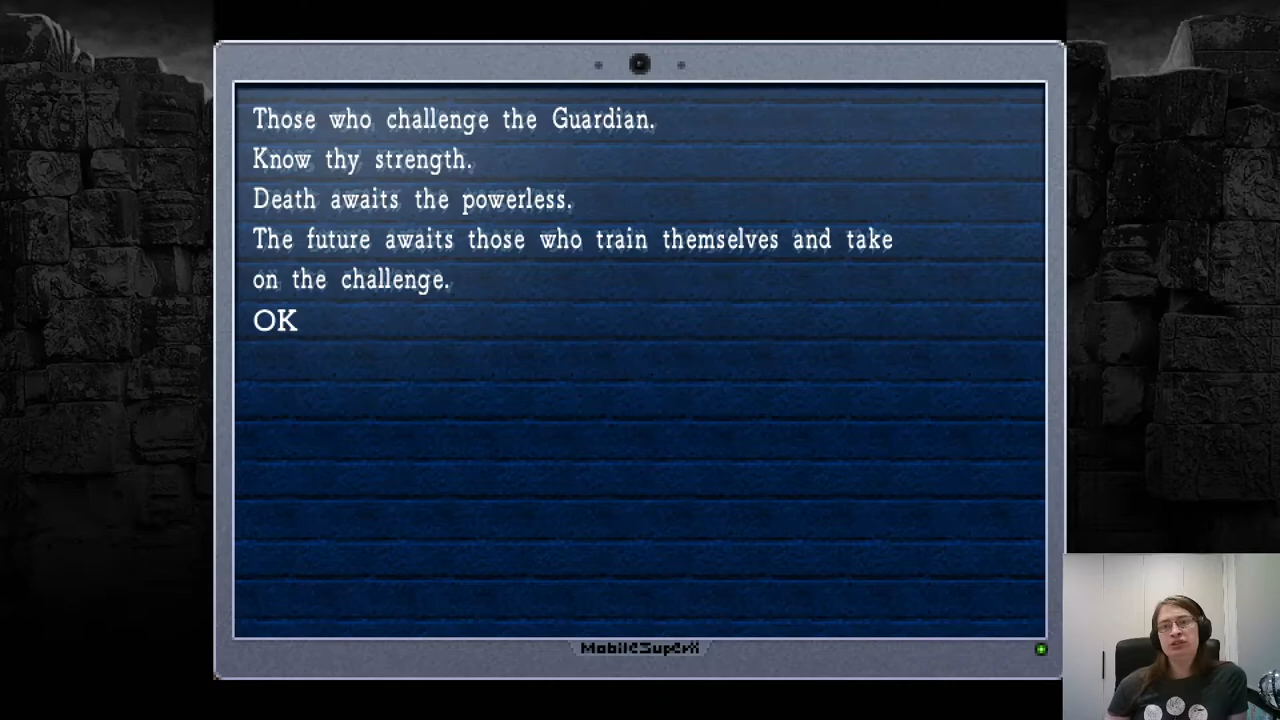 Those who challenge the Guardian.
Know thy strength.
Death awaits the powerless.
The future awaits those who train themselves and take
on the challenge.
OK
MobileSuperX